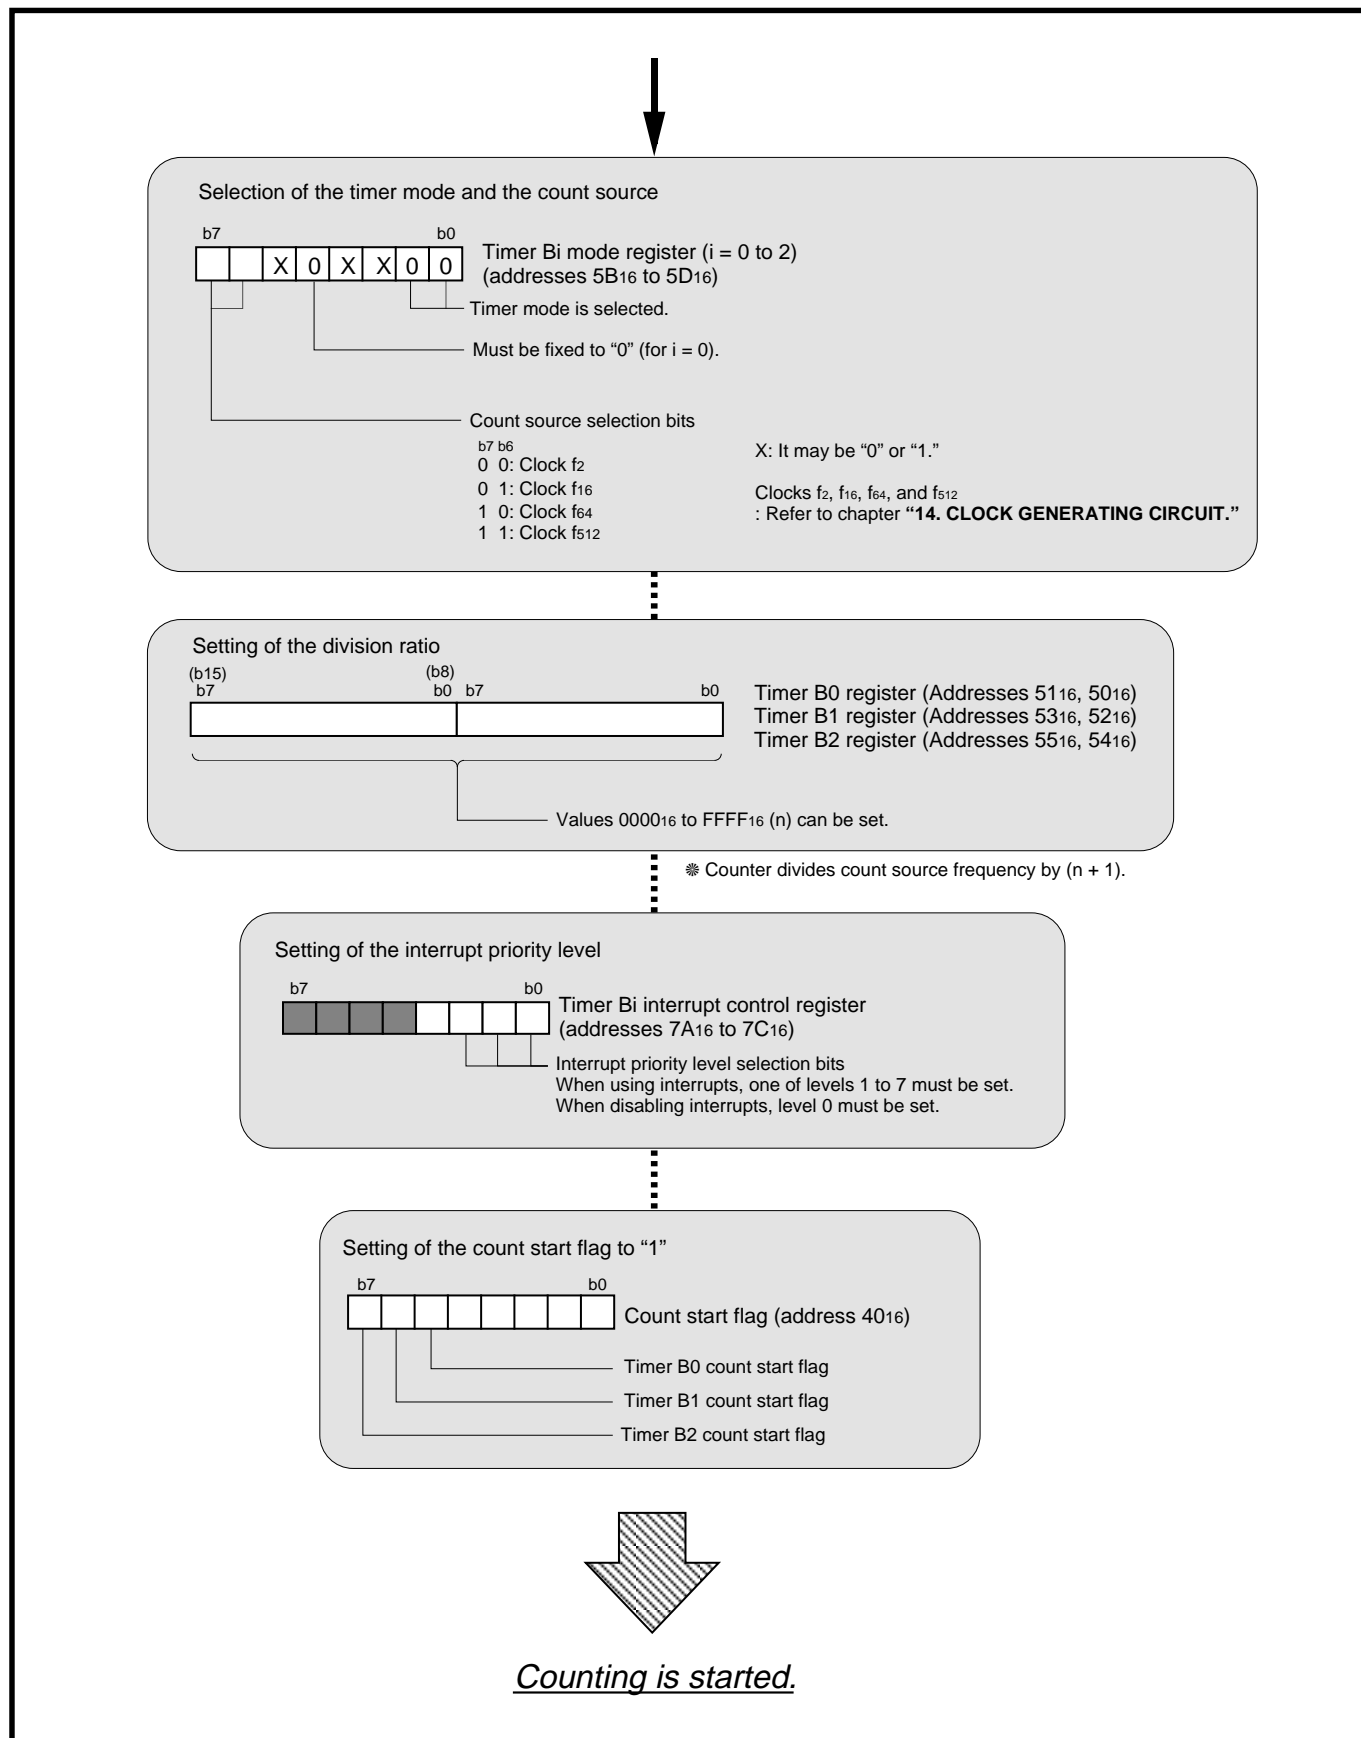 Selection of the timer mode and the count source
b7 b0
X 0 X X 0 0
Timer Bi mode register (i = 0 to 2)
(addresses 5B16 to 5D16)
Timer mode is selected.
Must be fixed to “0” (for i = 0).
Count source selection bits
b7 b6
0 0: Clock f2
0 1: Clock f16
1 0: Clock f64
1 1: Clock f512
X: It may be “0” or “1.”
Clocks f2, f16, f64, and f512
: Refer to chapter “14. CLOCK GENERATING CIRCUIT.”
Setting of the division ratio
(b15) (b8)
b7 b0 b7 b0
Timer B0 register (Addresses 5116, 5016)
Timer B1 register (Addresses 5316, 5216)
Timer B2 register (Addresses 5516, 5416)
Values 000016 to FFFF16 (n) can be set.
❋ Counter divides count source frequency by (n + 1).
Setting of the interrupt priority level
b7 b0
Timer Bi interrupt control register
(addresses 7A16 to 7C16)
Interrupt priority level selection bits
When using interrupts, one of levels 1 to 7 must be set.
When disabling interrupts, level 0 must be set.
Setting of the count start flag to “1”
b7 b0
Count start flag (address 4016)
Timer B0 count start flag
Timer B1 count start flag
Timer B2 count start flag
Counting is started.